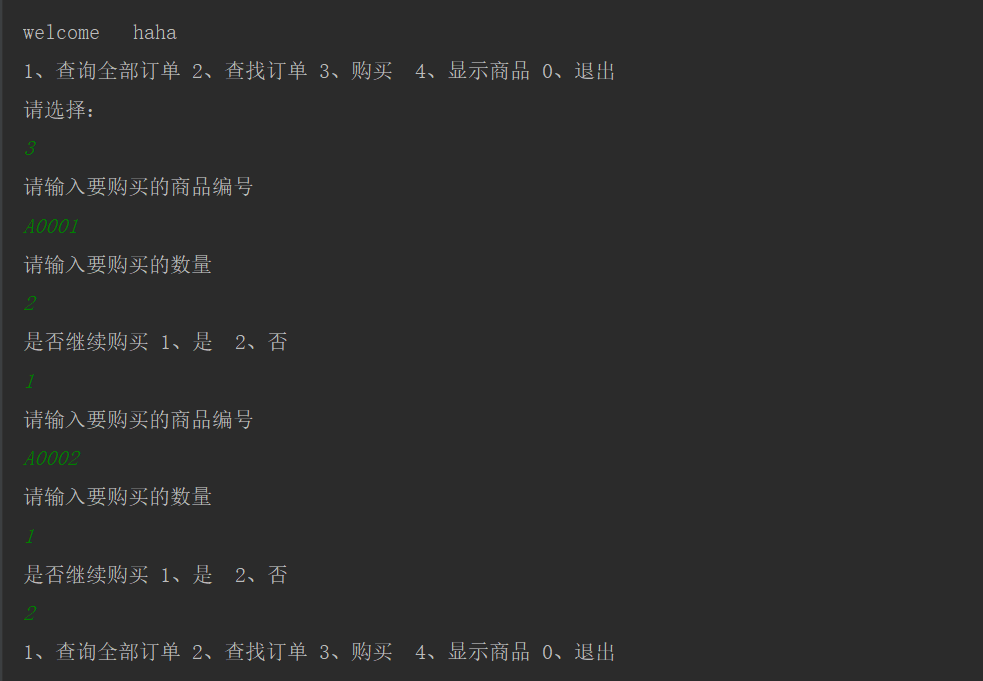 welcome   haha
1、查询全部订单 2、查找订单 3、购买  4、显示商品 0、退出
请选择:
3
请输入要购买的商品编号
A0001
请输入要购买的数量
2
是否继续购买 1、是  2、否
1
请输入要购买的商品编号
A0002
请输入要购买的数量
1
是否继续购买 1、是  2、否
2
1、查询全部订单 2、查找订单 3、购买  4、显示商品 0、退出